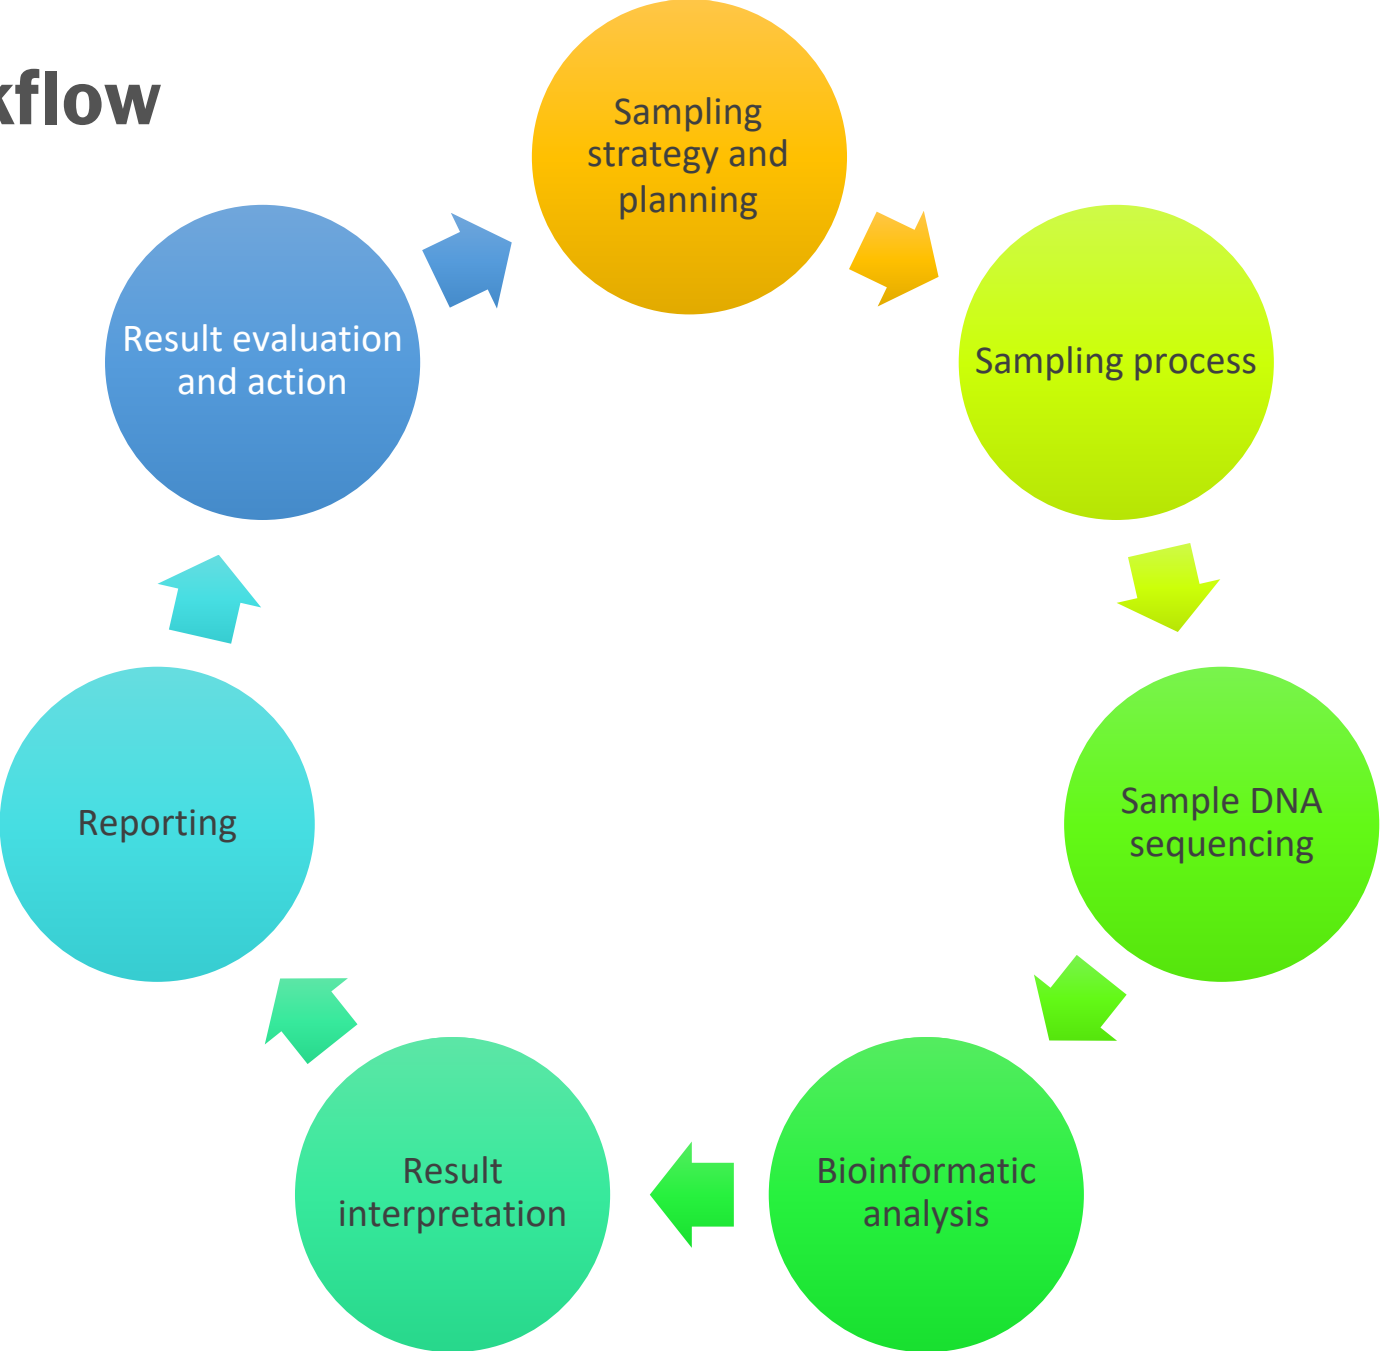 kflow
Sampling
strategy and
planning
Sampling process
Sample DNA
sequencing
Bioinformatic
analysis
Result
interpretation
Reporting
Result evaluation
and action